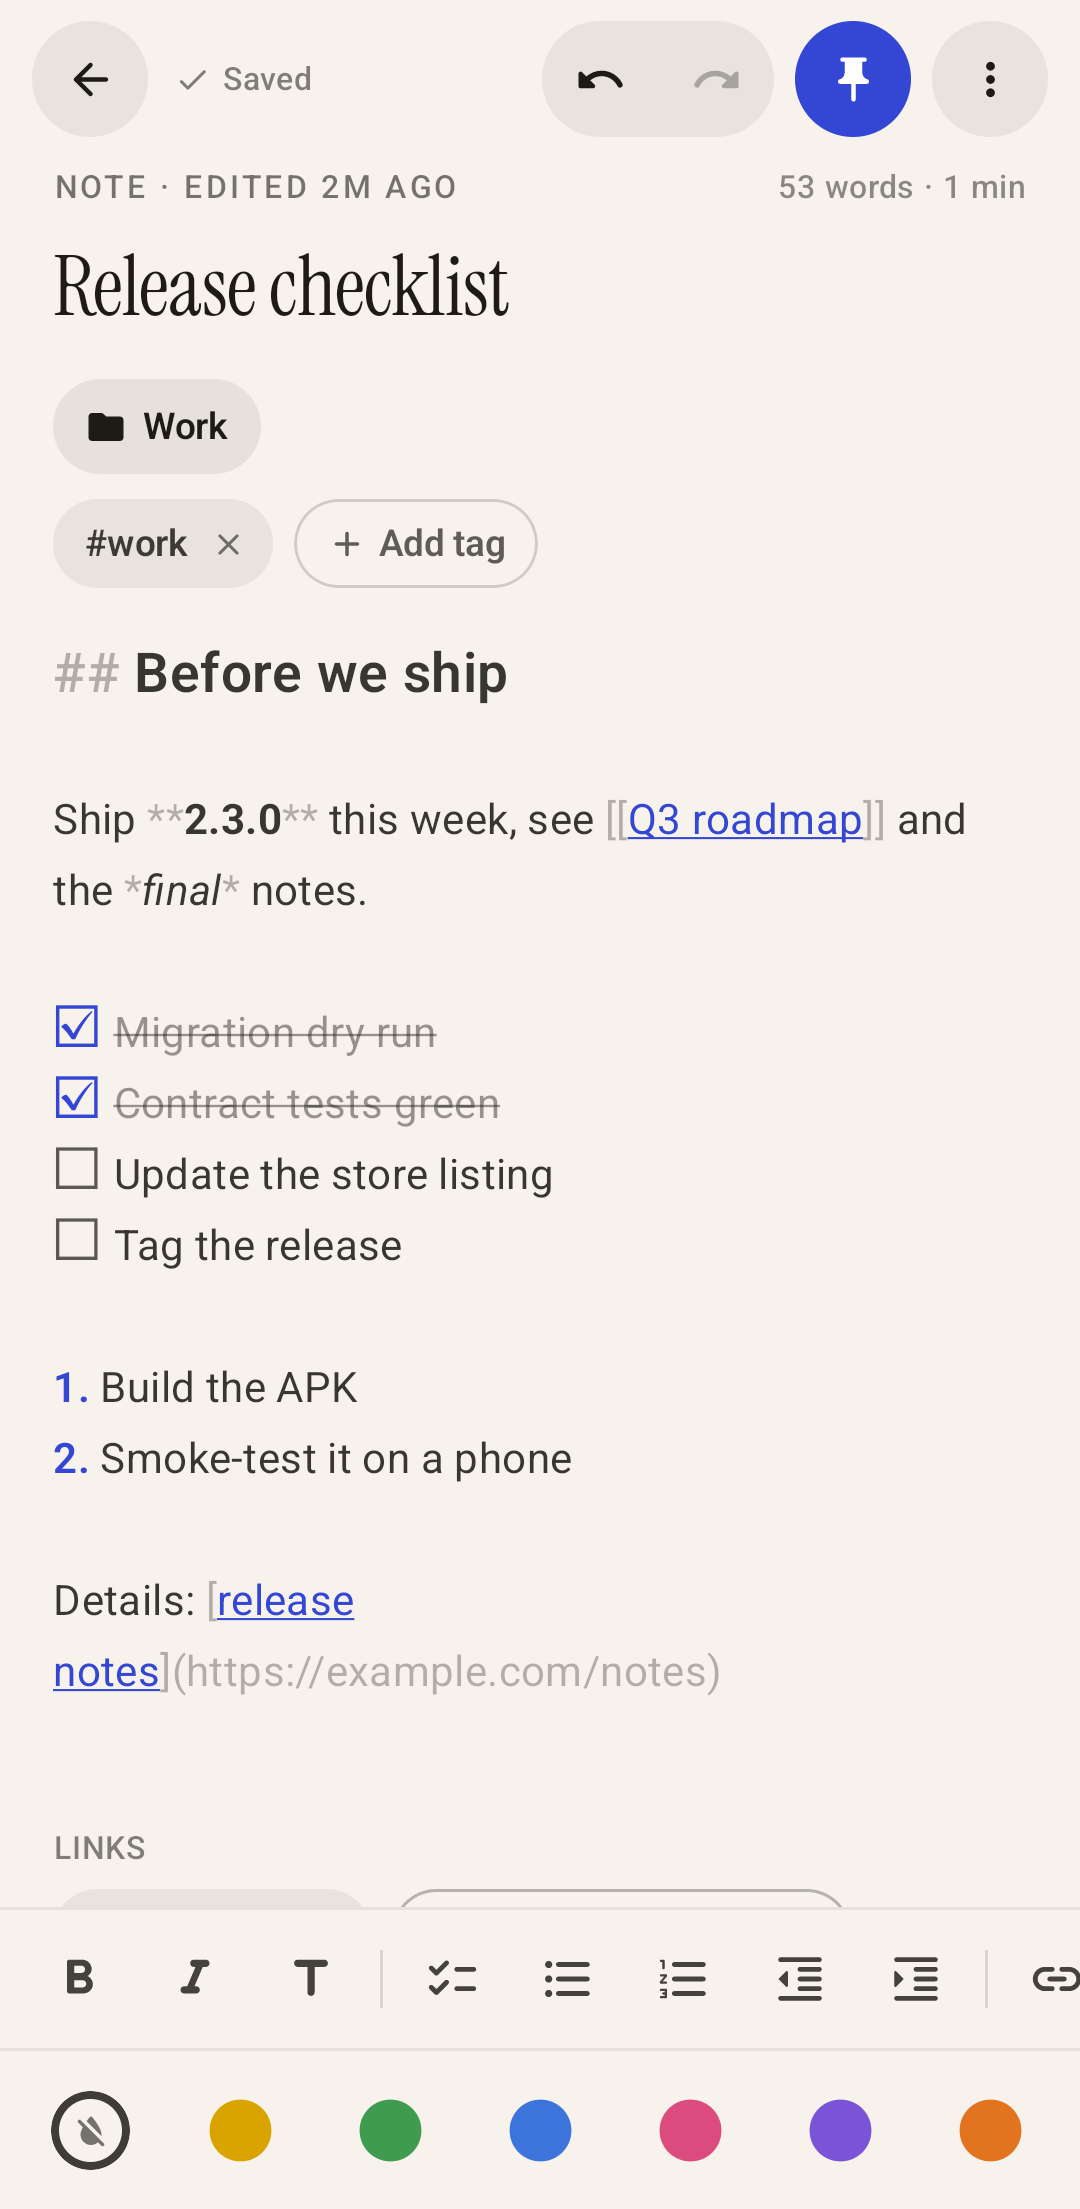 Saved
NOTE · EDITED 2M AGO
53 words · 1 min
Release checklist
Work
#work
Add tag
## Before we ship
Ship **2.3.0** this week, see [[Q3 roadmap]] and
the *final* notes.
Migration dry run
Contract tests green
Update the store listing
Tag the release
1. Build the APK
2. Smoke-test it on a phone
Details: [release
notes](https://example.com/notes)
LINKS